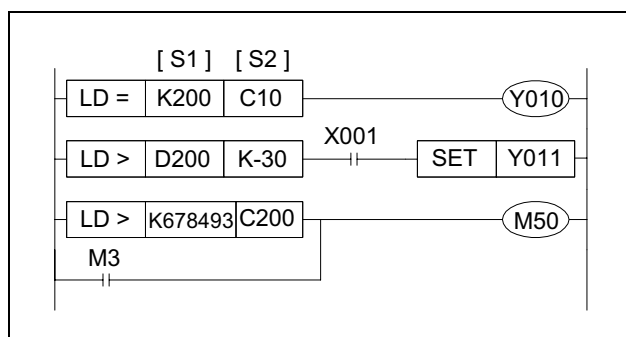 [ S1 ] [ S2 ]
LD = K200 C10 Y010
X001
LD > D200 K-30 SET Y011
LD > K678493 C200 M50
M3